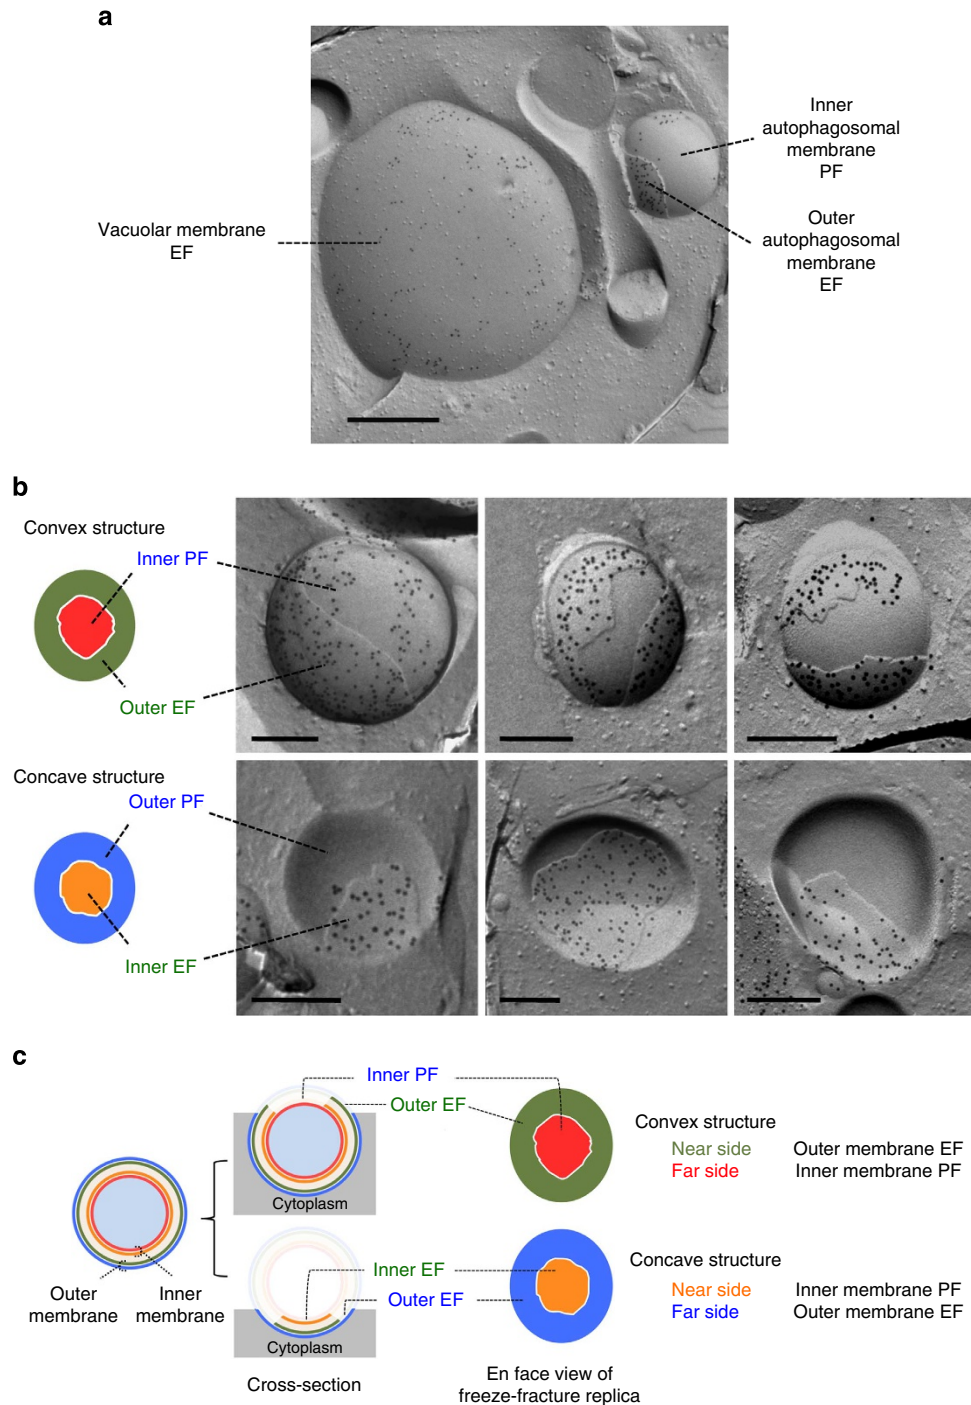 a
Inner
autophagosomal
membrane
PF
Outer
autophagosomal
membrane
EF
Vacuolar membrane
EF
b
Convex structure
Inner PF
Outer EF
Concave structure
Outer PF
Inner EF
c
Inner PF
Outer EF
Cytoplasm
Convex structure
Near side Outer membrane EF
Far side Inner membrane PF
Outer membrane
Inner membrane
Inner EF
Outer EF
Cytoplasm
Concave structure
Near side Inner membrane PF
Far side Outer membrane EF
Cross-section
En face view of
freeze-fracture replica